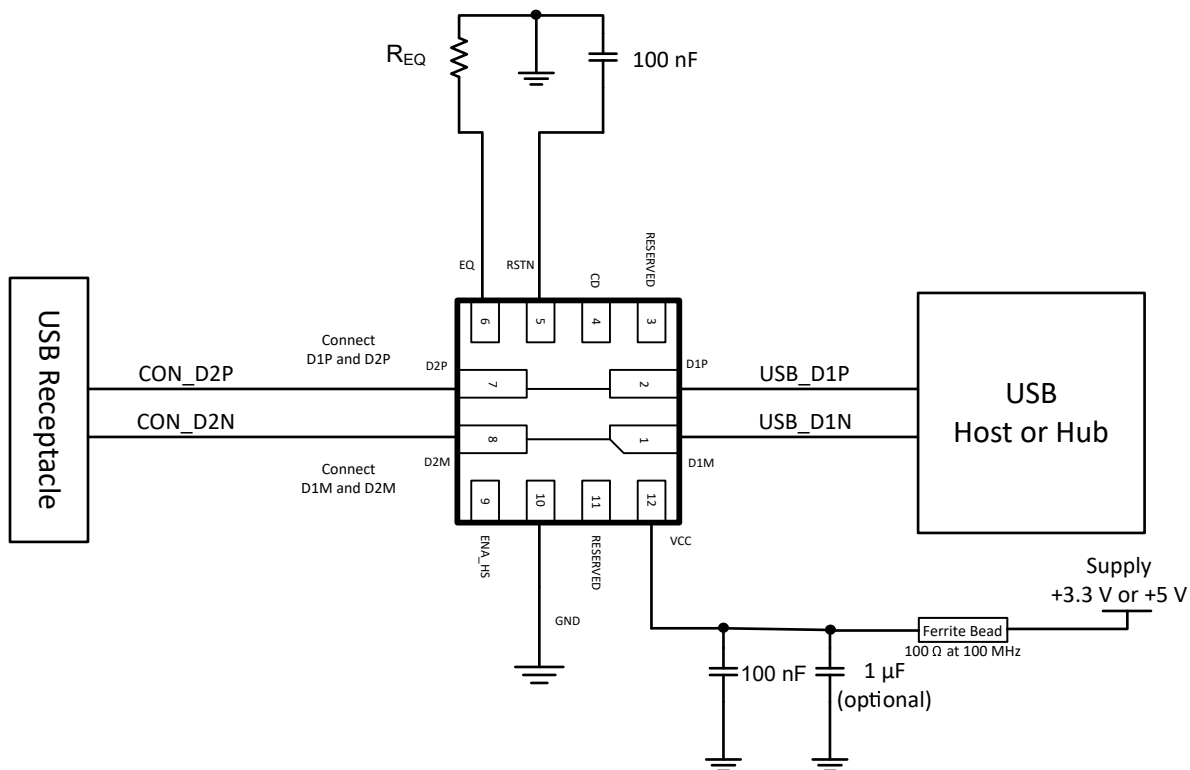 REQ
100 nF
RESERVED
EQ
RSTN
CD
6
5
4
3
USB Receptacle
Connect
D1P and D2P
D2P
D1P
CON_D2P
7
2
USB_D1P
USB
Host or Hub
CON_D2N
8
1
USB_D1N
D2M
D1M
Connect
D1M and D2M
9
10
11
12
ENA_HS
RESERVED
VCC
GND
Supply
+3.3 V or +5 V
Ferrite Bead
100 Ω at 100 MHz
100 nF
1 µF
(optional)